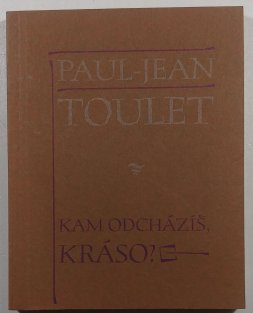 PAUL-JEAN
TOULET
KAM ODCHÁZÍŠ,
KRÁSO?